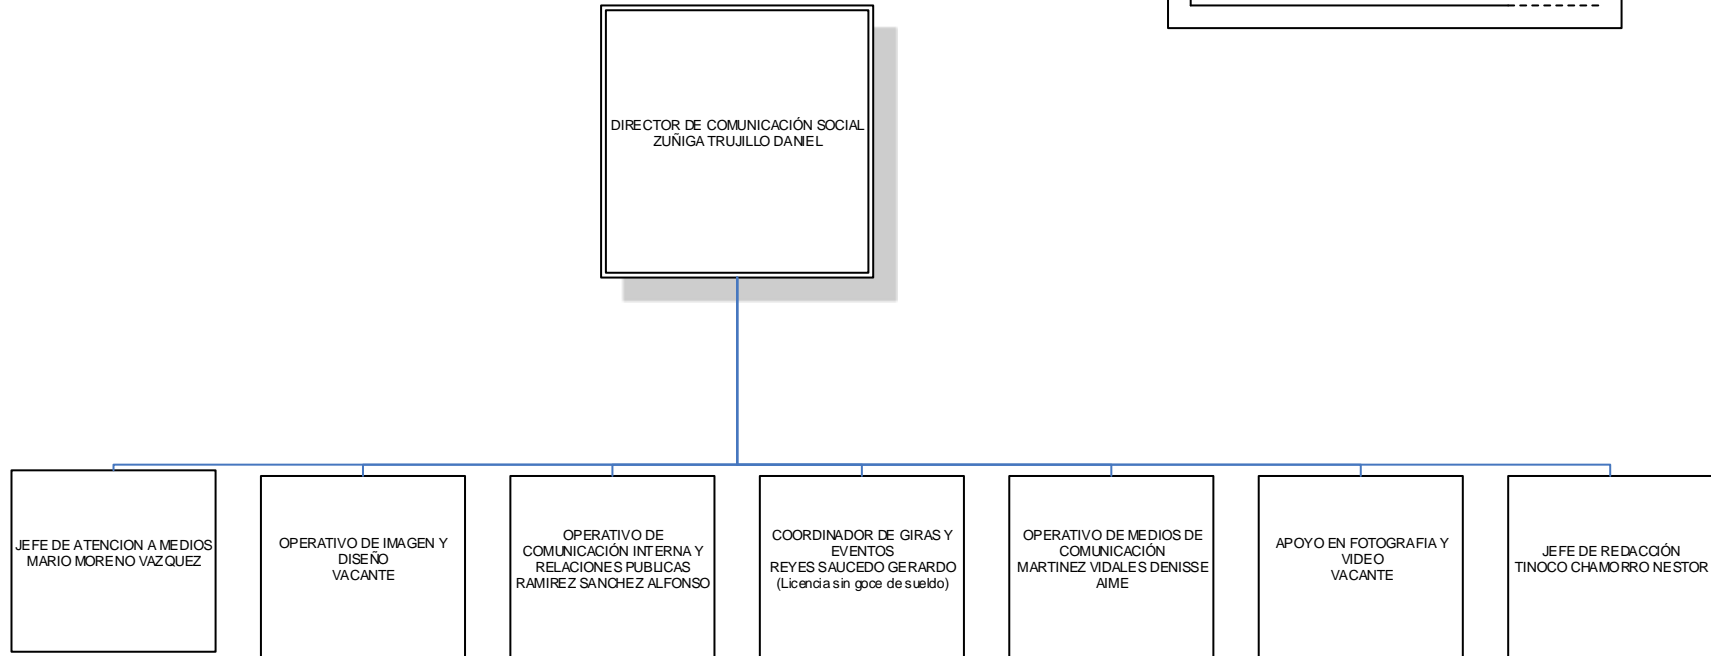 DIRECTOR DE COMUNICACIÓN SOCIAL
ZUÑIGA TRUJILLO DANIEL
JEFE DE ATENCION A MEDIOS
MARIO MORENO VAZQUEZ
OPERATIVO DE IMAGEN Y
DISEÑO
VACANTE
OPERATIVO DE
COMUNICACIÓN INTERNA Y
RELACIONES PUBLICAS
RAMIREZ SANCHEZ ALFONSO
COORDINADOR DE GIRAS Y
EVENTOS
REYES SAUCEDO GERARDO
(Licencia sin goce de sueldo)
OPERATIVO DE MEDIOS DE
COMUNICACIÓN
MARTINEZ VIDALES DENISSE
AIME
APOYO EN FOTOGRAFIA Y
VIDEO
VACANTE
JEFE DE REDACCIÓN
TINOCO CHAMORRO NESTOR